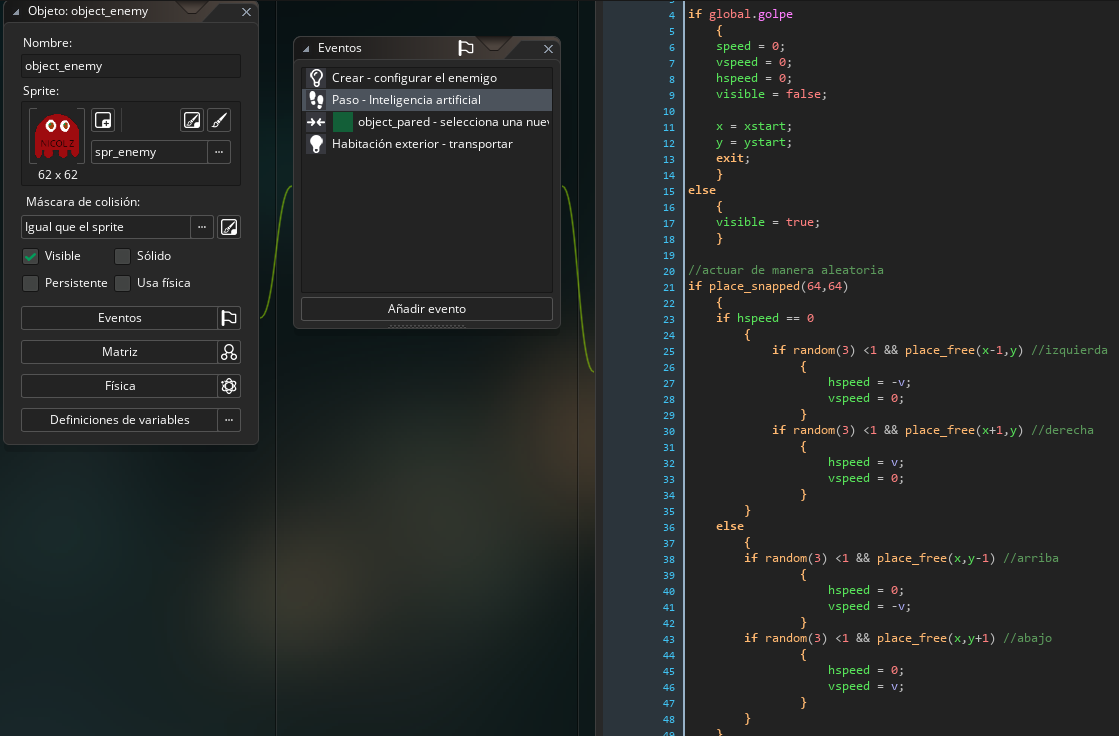 Objeto: object_enemy
Nombre:
object_enemy
Sprite:
NICOLZ
spr_enemy
...
62 x 62
Máscara de colisión:
Igual que el sprite
...
Visible
Sólido
Persistente
Usa física
Eventos
Matriz
Física
Definiciones de variables
...
Eventos
Crear - configurar el enemigo
Paso - Inteligencia artificial
object_pared - selecciona una nuev
Habitación exterior - transportar
Añadir evento
4 if global.golpe
5 {
6 speed = 0;
7 vspeed = 0;
8 hspeed = 0;
9 visible = false;
10
11 x = xstart;
12 y = ystart;
13 exit;
14 }
15 else
16 {
17 visible = true;
18 }
19
20 //actuar de manera aleatoria
21 if place_snapped(64,64)
22 {
23 if hspeed == 0
24 {
25 if random(3) <1 && place_free(x-1,y) //izquierda
26 {
27 hspeed = -v;
28 vspeed = 0;
29 }
30 if random(3) <1 && place_free(x+1,y) //derecha
31 {
32 hspeed = v;
33 vspeed = 0;
34 }
35 }
36 else
37 {
38 if random(3) <1 && place_free(x,y-1) //arriba
39 {
40 hspeed = 0;
41 vspeed = -v;
42 }
43 if random(3) <1 && place_free(x,y+1) //abajo
44 {
45 hspeed = 0;
46 vspeed = v;
47 }
48 }
49 }